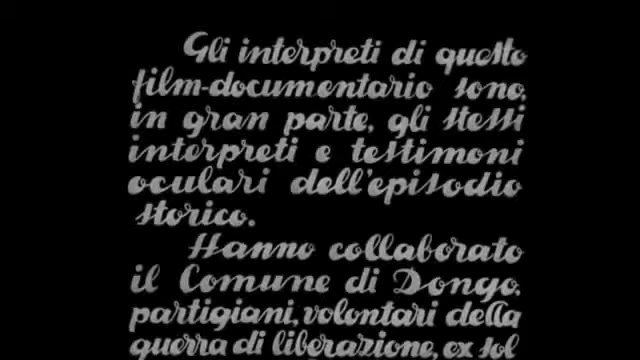 Gli interpreti di questo
film-documentario sono,
in gran parte, gli stessi
interpreti e testimoni
oculari dell'episodio
storico.
Hanno collaborato
il Comune di Dongo,
partigiani, volontari della
guerra di liberazione, ex sol